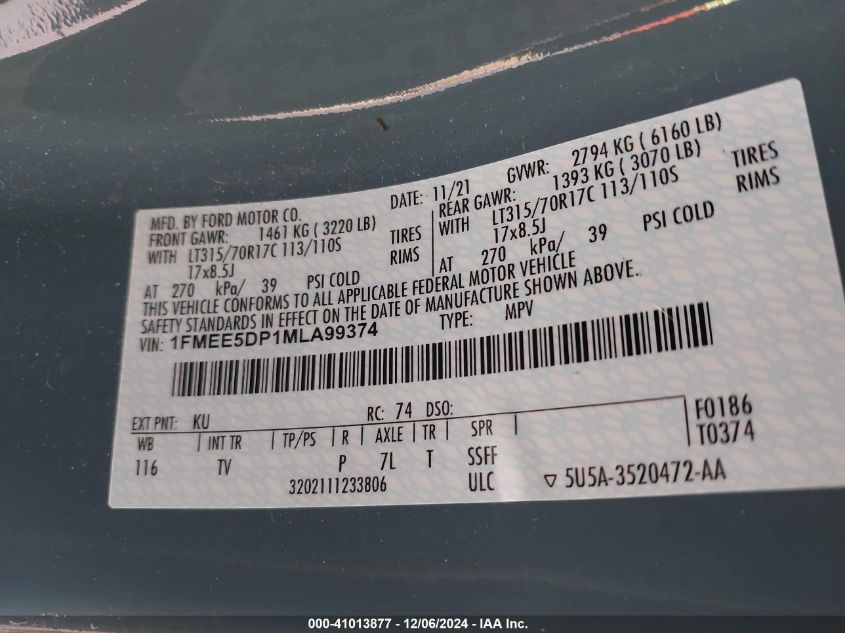 MFD. BY FORD MOTOR CO. DATE: 11/21 GVWR: 2794 KG ( 6160 LB)
FRONT GAWR: 1461 KG ( 3220 LB) REAR GAWR: 1393 KG ( 3070 LB)
WITH LT315/70R17C 113/110S TIRES WITH LT315/70R17C 113/110S TIRES
17x8.5J RIMS 17x8.5J RIMS
AT 270 kPa/ 39 PSI COLD AT 270 kPa/ 39 PSI COLD
THIS VEHICLE CONFORMS TO ALL APPLICABLE FEDERAL MOTOR VEHICLE
SAFETY STANDARDS IN EFFECT ON THE DATE OF MANUFACTURE SHOWN ABOVE.
VIN: 1FMEE5DP1MLA99374 TYPE: MPV
EXT PNT: KU RC: 74 DSO: F0186
WB INT TR TP/PS R AXLE TR SPR T0374
116 TV P 7L T SSFF
3202111233806 ULC ▽ 5U5A-3520472-AA
000-41013877 - 12/06/2024 - IAA Inc.